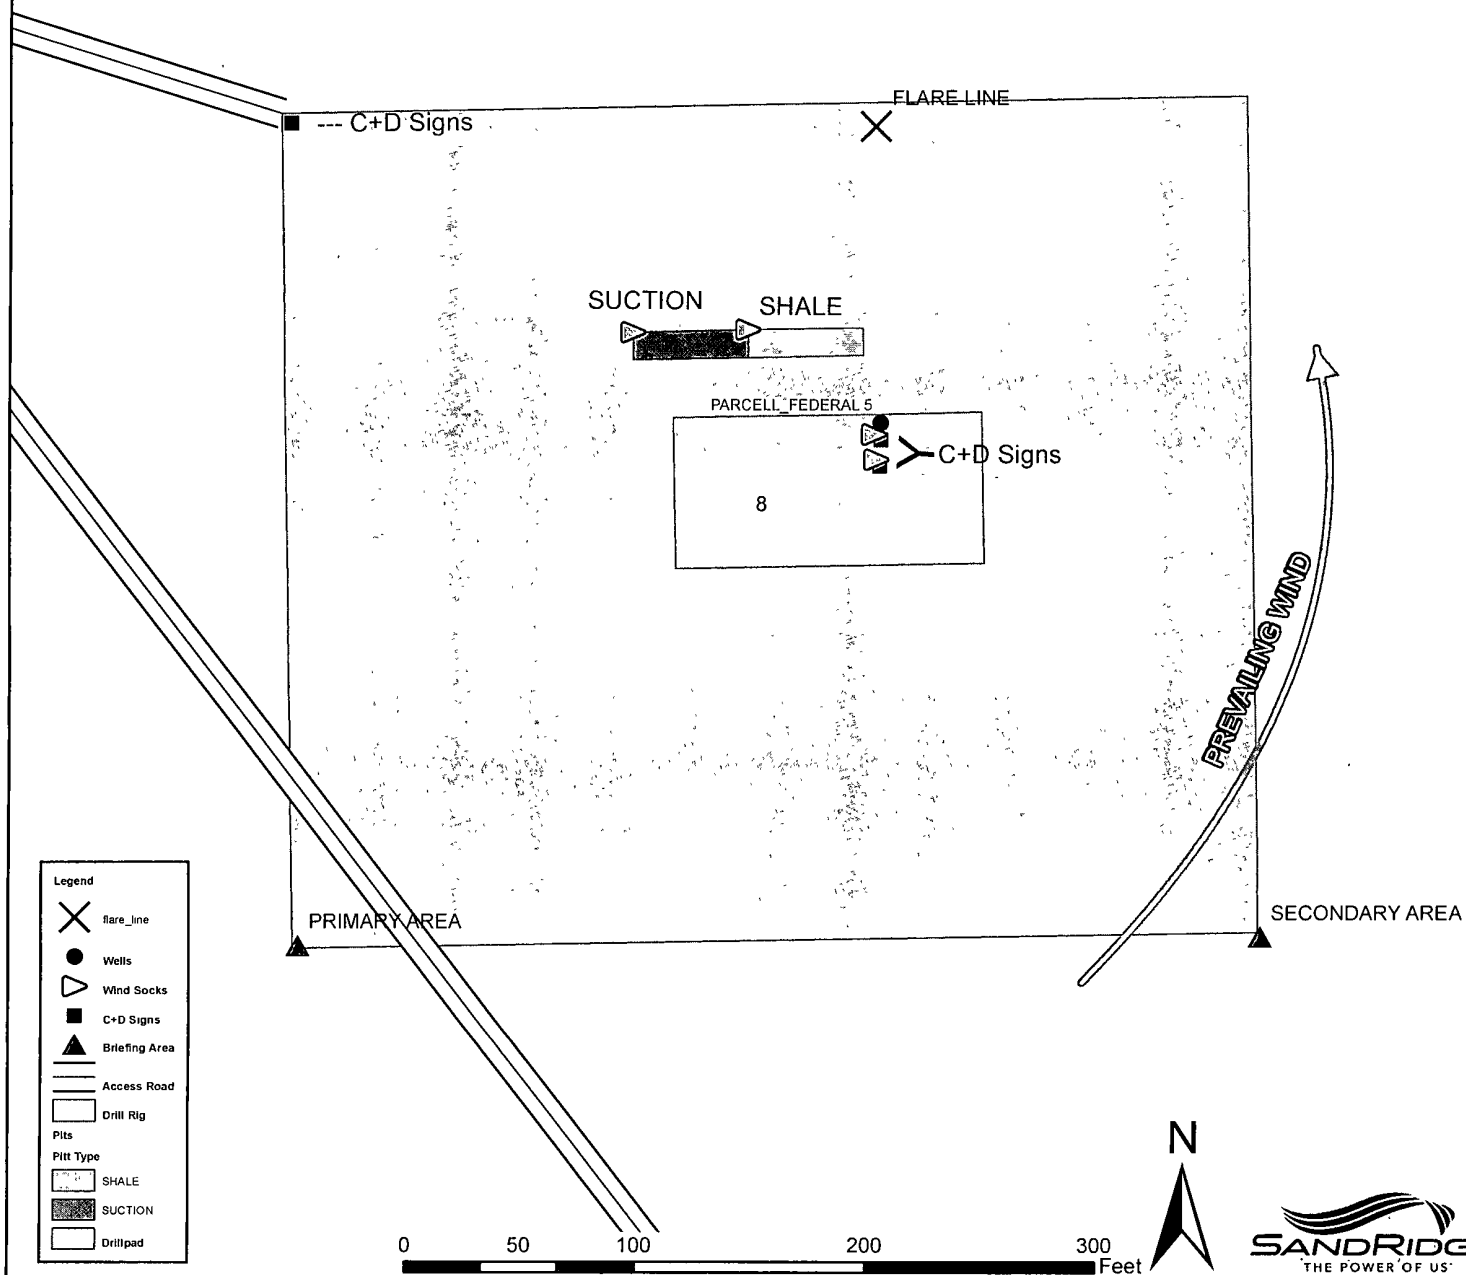 FLARE LINE
--- C+D Signs
SUCTION
SHALE
PARCELL_FEDERAL 5
C+D Signs
8
PREVAILING WIND
PRIMARY AREA
SECONDARY AREA
Legend
flare_line
Wells
Wind Socks
C+D Signs
Briefing Area
Access Road
Drill Rig
Pits
Pitt Type
SHALE
SUCTION
Drillpad
N
0 50 100 200 300
Feet
SANDRIDG
THE POWER OF US